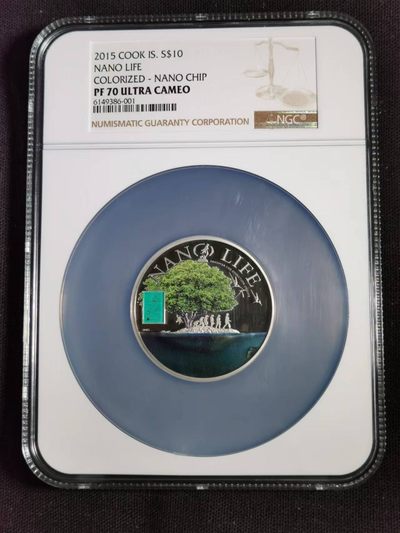 2015 COOK IS. S$10
NANO LIFE
COLORIZED - NANO CHIP
PF 70 ULTRA CAMEO
6149386-001
NUMISMATIC GUARANTY CORPORATION
NGC
NANO LIFE